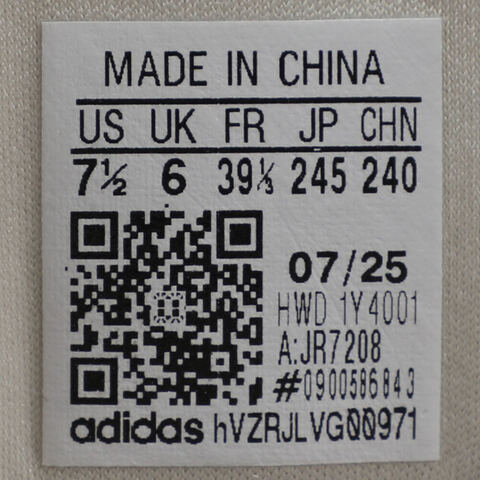 MADE IN CHINA
US UK FR JP CHN
7½ 6 39⅓ 245 240
07/25
HWD 1Y4001
A:JR7208
#0900586843
adidas hVZRJLVG00971